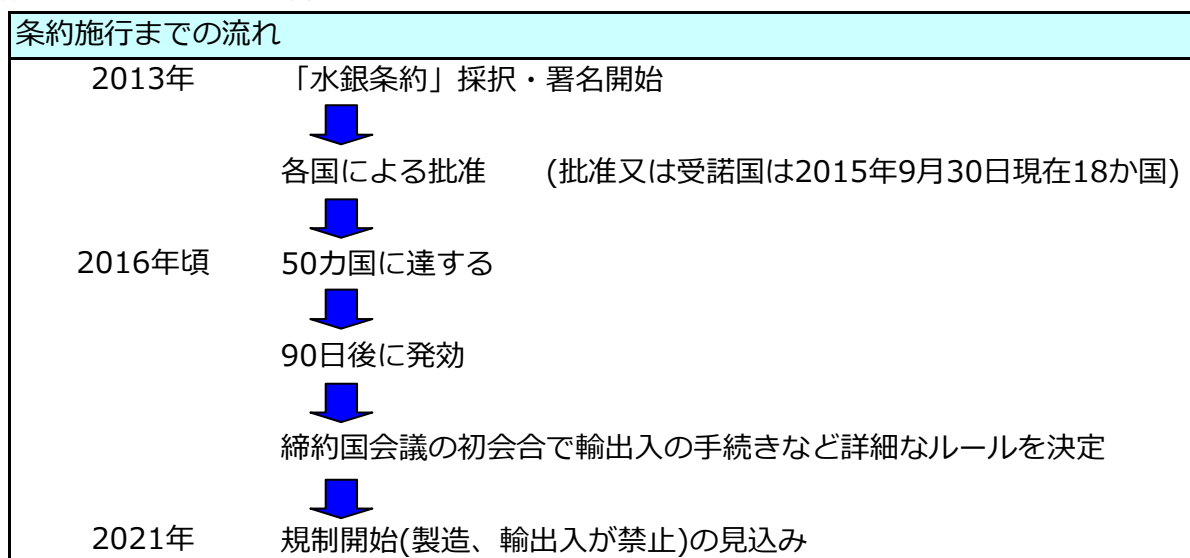 条約施行までの流れ
2013年 「水銀条約」採択・署名開始
各国による批准 (批准又は受諾国は2015年9月30日現在18か国)
2016年頃 50カ国に達する
90日後に発効
締約国会議の初会合で輸出入の手続きなど詳細なルールを決定
2021年 規制開始(製造、輸出入が禁止)の見込み